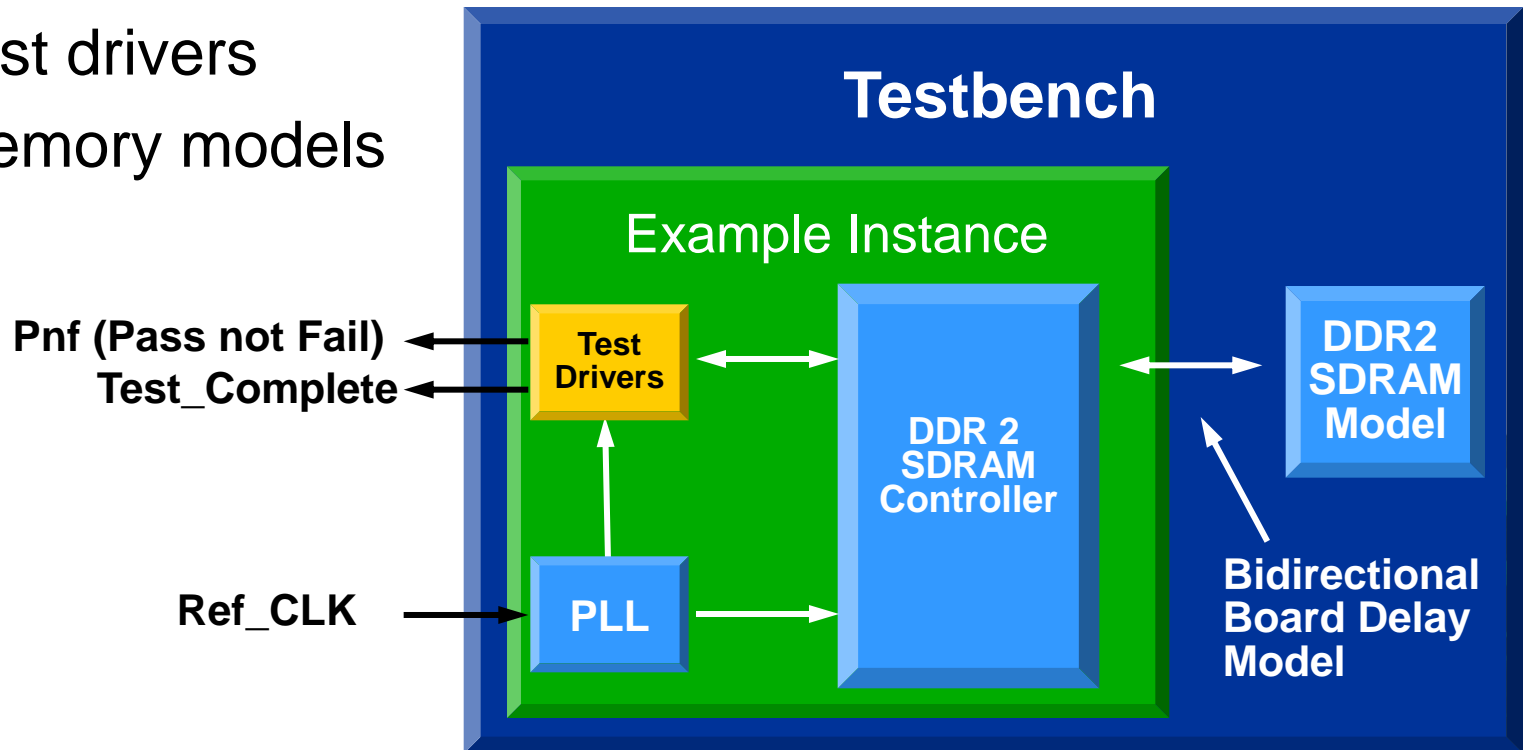 st drivers
emory models
Testbench
Example Instance
Pnf (Pass not Fail)
Test_Complete
Test
Drivers
DDR 2
SDRAM
Controller
DDR2
SDRAM
Model
Ref_CLK
PLL
Bidirectional
Board Delay
Model